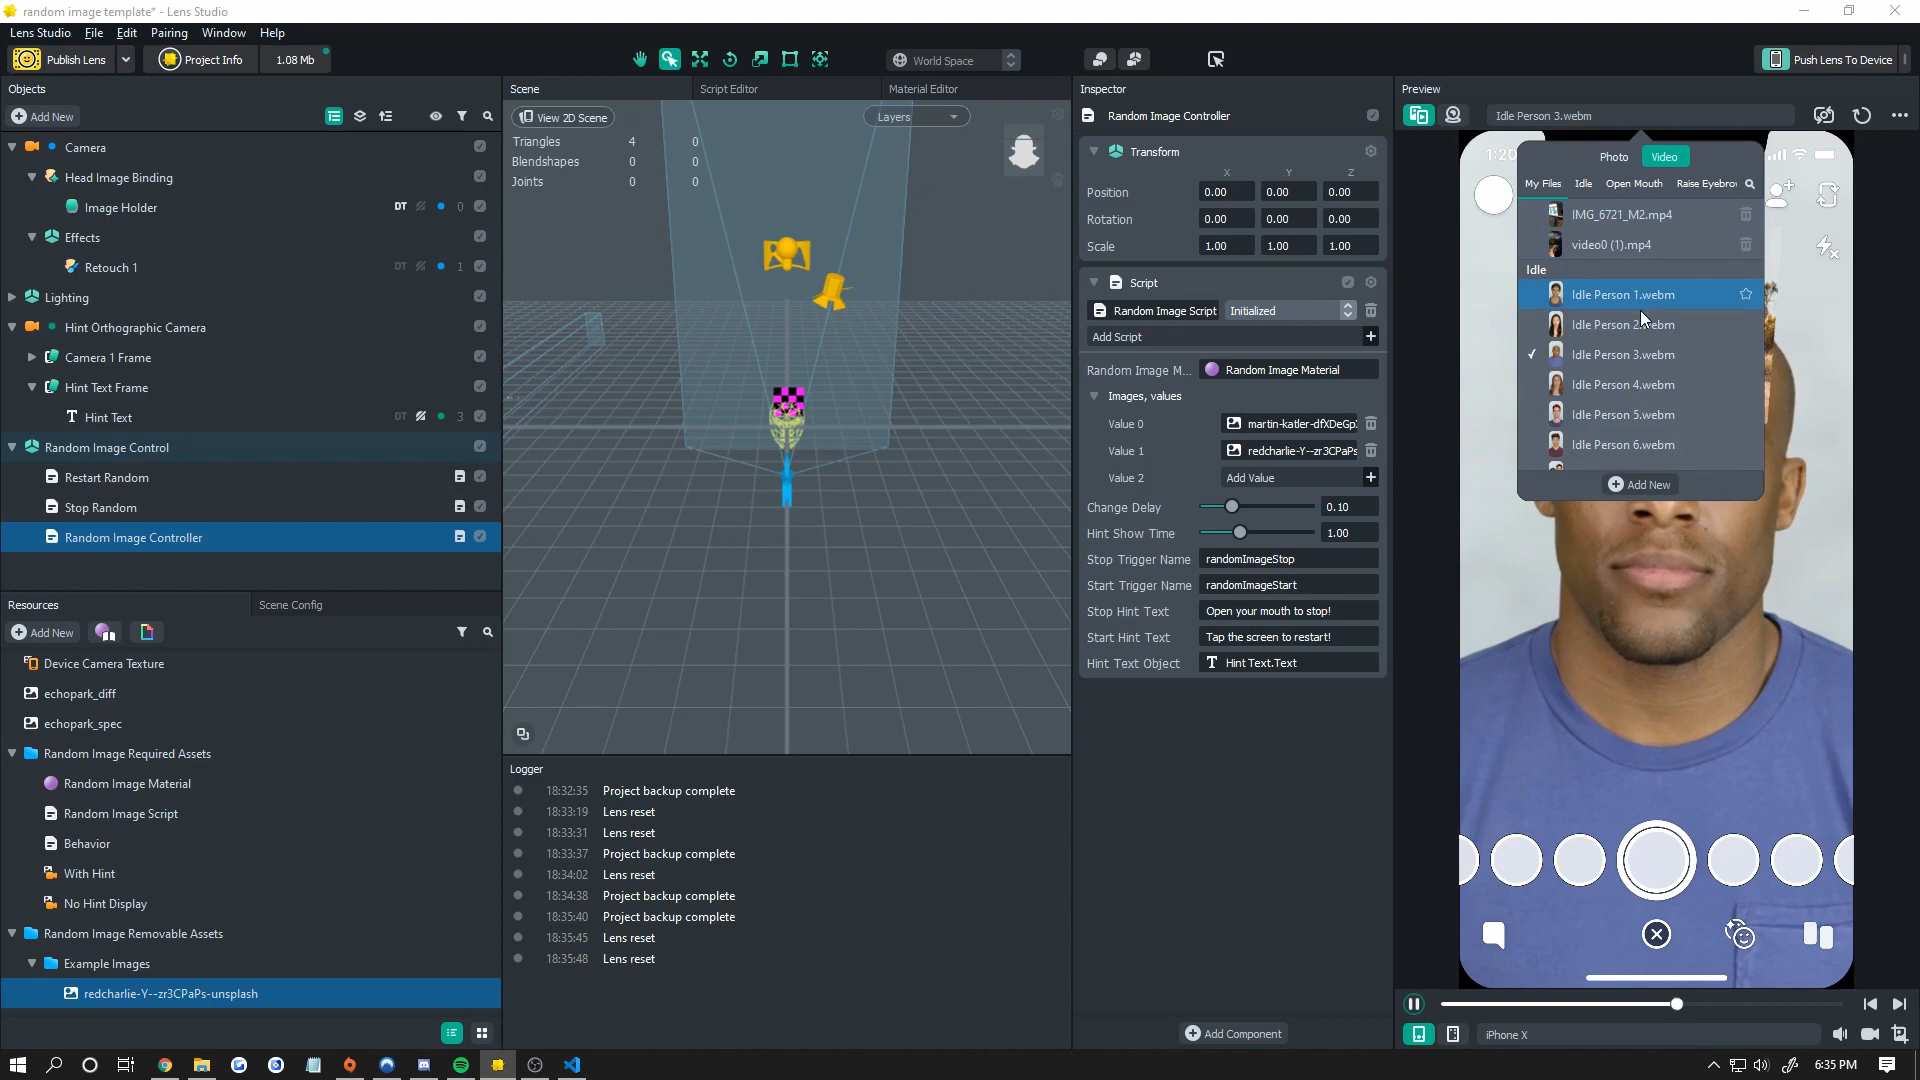 random image template* - Lens Studio
Lens Studio File Edit Pairing Window Help
Publish Lens Project Info 1.08 Mb World Space Push Lens To Device
Objects
Add New
Camera
Head Image Binding
Image Holder DT 0
Effects
Retouch 1 DT 1
Lighting
Hint Orthographic Camera
Camera 1 Frame
Hint Text Frame
Hint Text DT 3
Random Image Control
Restart Random
Stop Random
Random Image Controller
Resources Scene Config
Add New
Device Camera Texture
echopark_diff
echopark_spec
Random Image Required Assets
Random Image Material
Random Image Script
Behavior
With Hint
No Hint Display
Random Image Removable Assets
Example Images
redcharlie-Y--zr3CPaPs-unsplash
Scene Script Editor Material Editor
View 2D Scene Layers
Triangles 4 0
Blendshapes 0 0
Joints 0 0
Logger
18:32:35 Project backup complete
18:33:19 Lens reset
18:33:31 Lens reset
18:33:37 Project backup complete
18:34:02 Lens reset
18:34:38 Project backup complete
18:35:40 Project backup complete
18:35:45 Lens reset
18:35:48 Lens reset
Inspector
Random Image Controller
Transform
X Y Z
Position 0.00 0.00 0.00
Rotation 0.00 0.00 0.00
Scale 1.00 1.00 1.00
Script
Random Image Script Initialized
Add Script
Random Image M... Random Image Material
Images, values
Value 0 martin-katler-dfXDeGp
Value 1 redcharlie-Y--zr3CPaPs
Value 2 Add Value
Change Delay 0.10
Hint Show Time 1.00
Stop Trigger Name randomImageStop
Start Trigger Name randomImageStart
Stop Hint Text Open your mouth to stop!
Start Hint Text Tap the screen to restart!
Hint Text Object Hint Text.Text
Add Component
Preview
Idle Person 3.webm
1:20
Photo Video
My Files Idle Open Mouth Raise Eyebro
IMG_6721_M2.mp4
video0 (1).mp4
Idle
Idle Person 1.webm
Idle Person 2.webm
Idle Person 3.webm
Idle Person 4.webm
Idle Person 5.webm
Idle Person 6.webm
Add New
iPhone X
6:35 PM